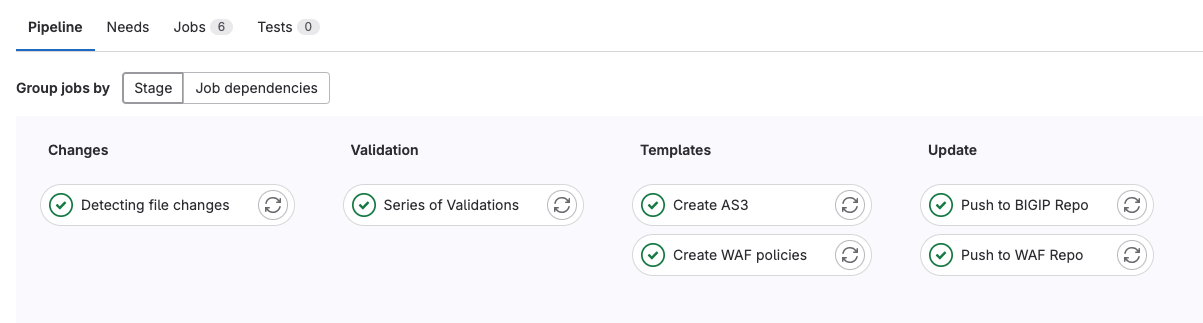 Pipeline Needs Jobs 6 Tests 0
Group jobs by Stage Job dependencies
Changes Validation Templates Update
Detecting file changes Series of Validations Create AS3 Push to BIGIP Repo
Create WAF policies Push to WAF Repo